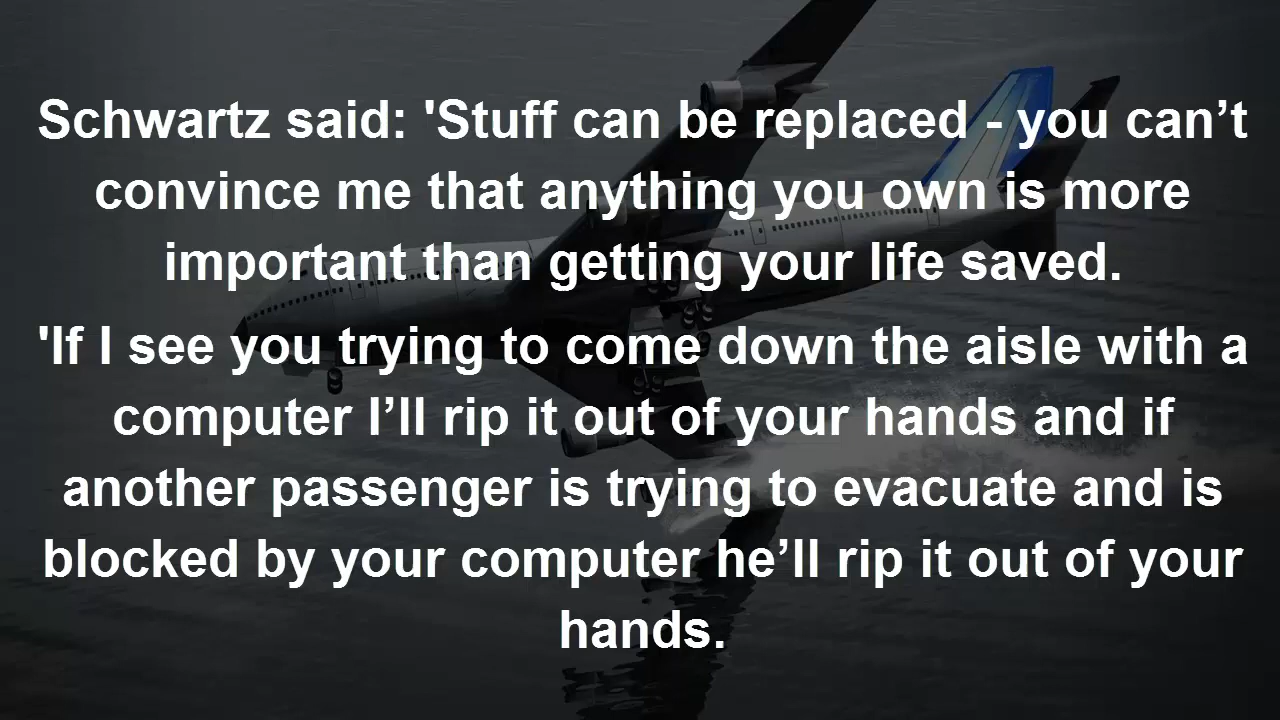 Schwartz said: 'Stuff can be replaced - you can’t
convince me that anything you own is more
important than getting your life saved.
'If I see you trying to come down the aisle with a
computer I’ll rip it out of your hands and if
another passenger is trying to evacuate and is
blocked by your computer he’ll rip it out of your
hands.